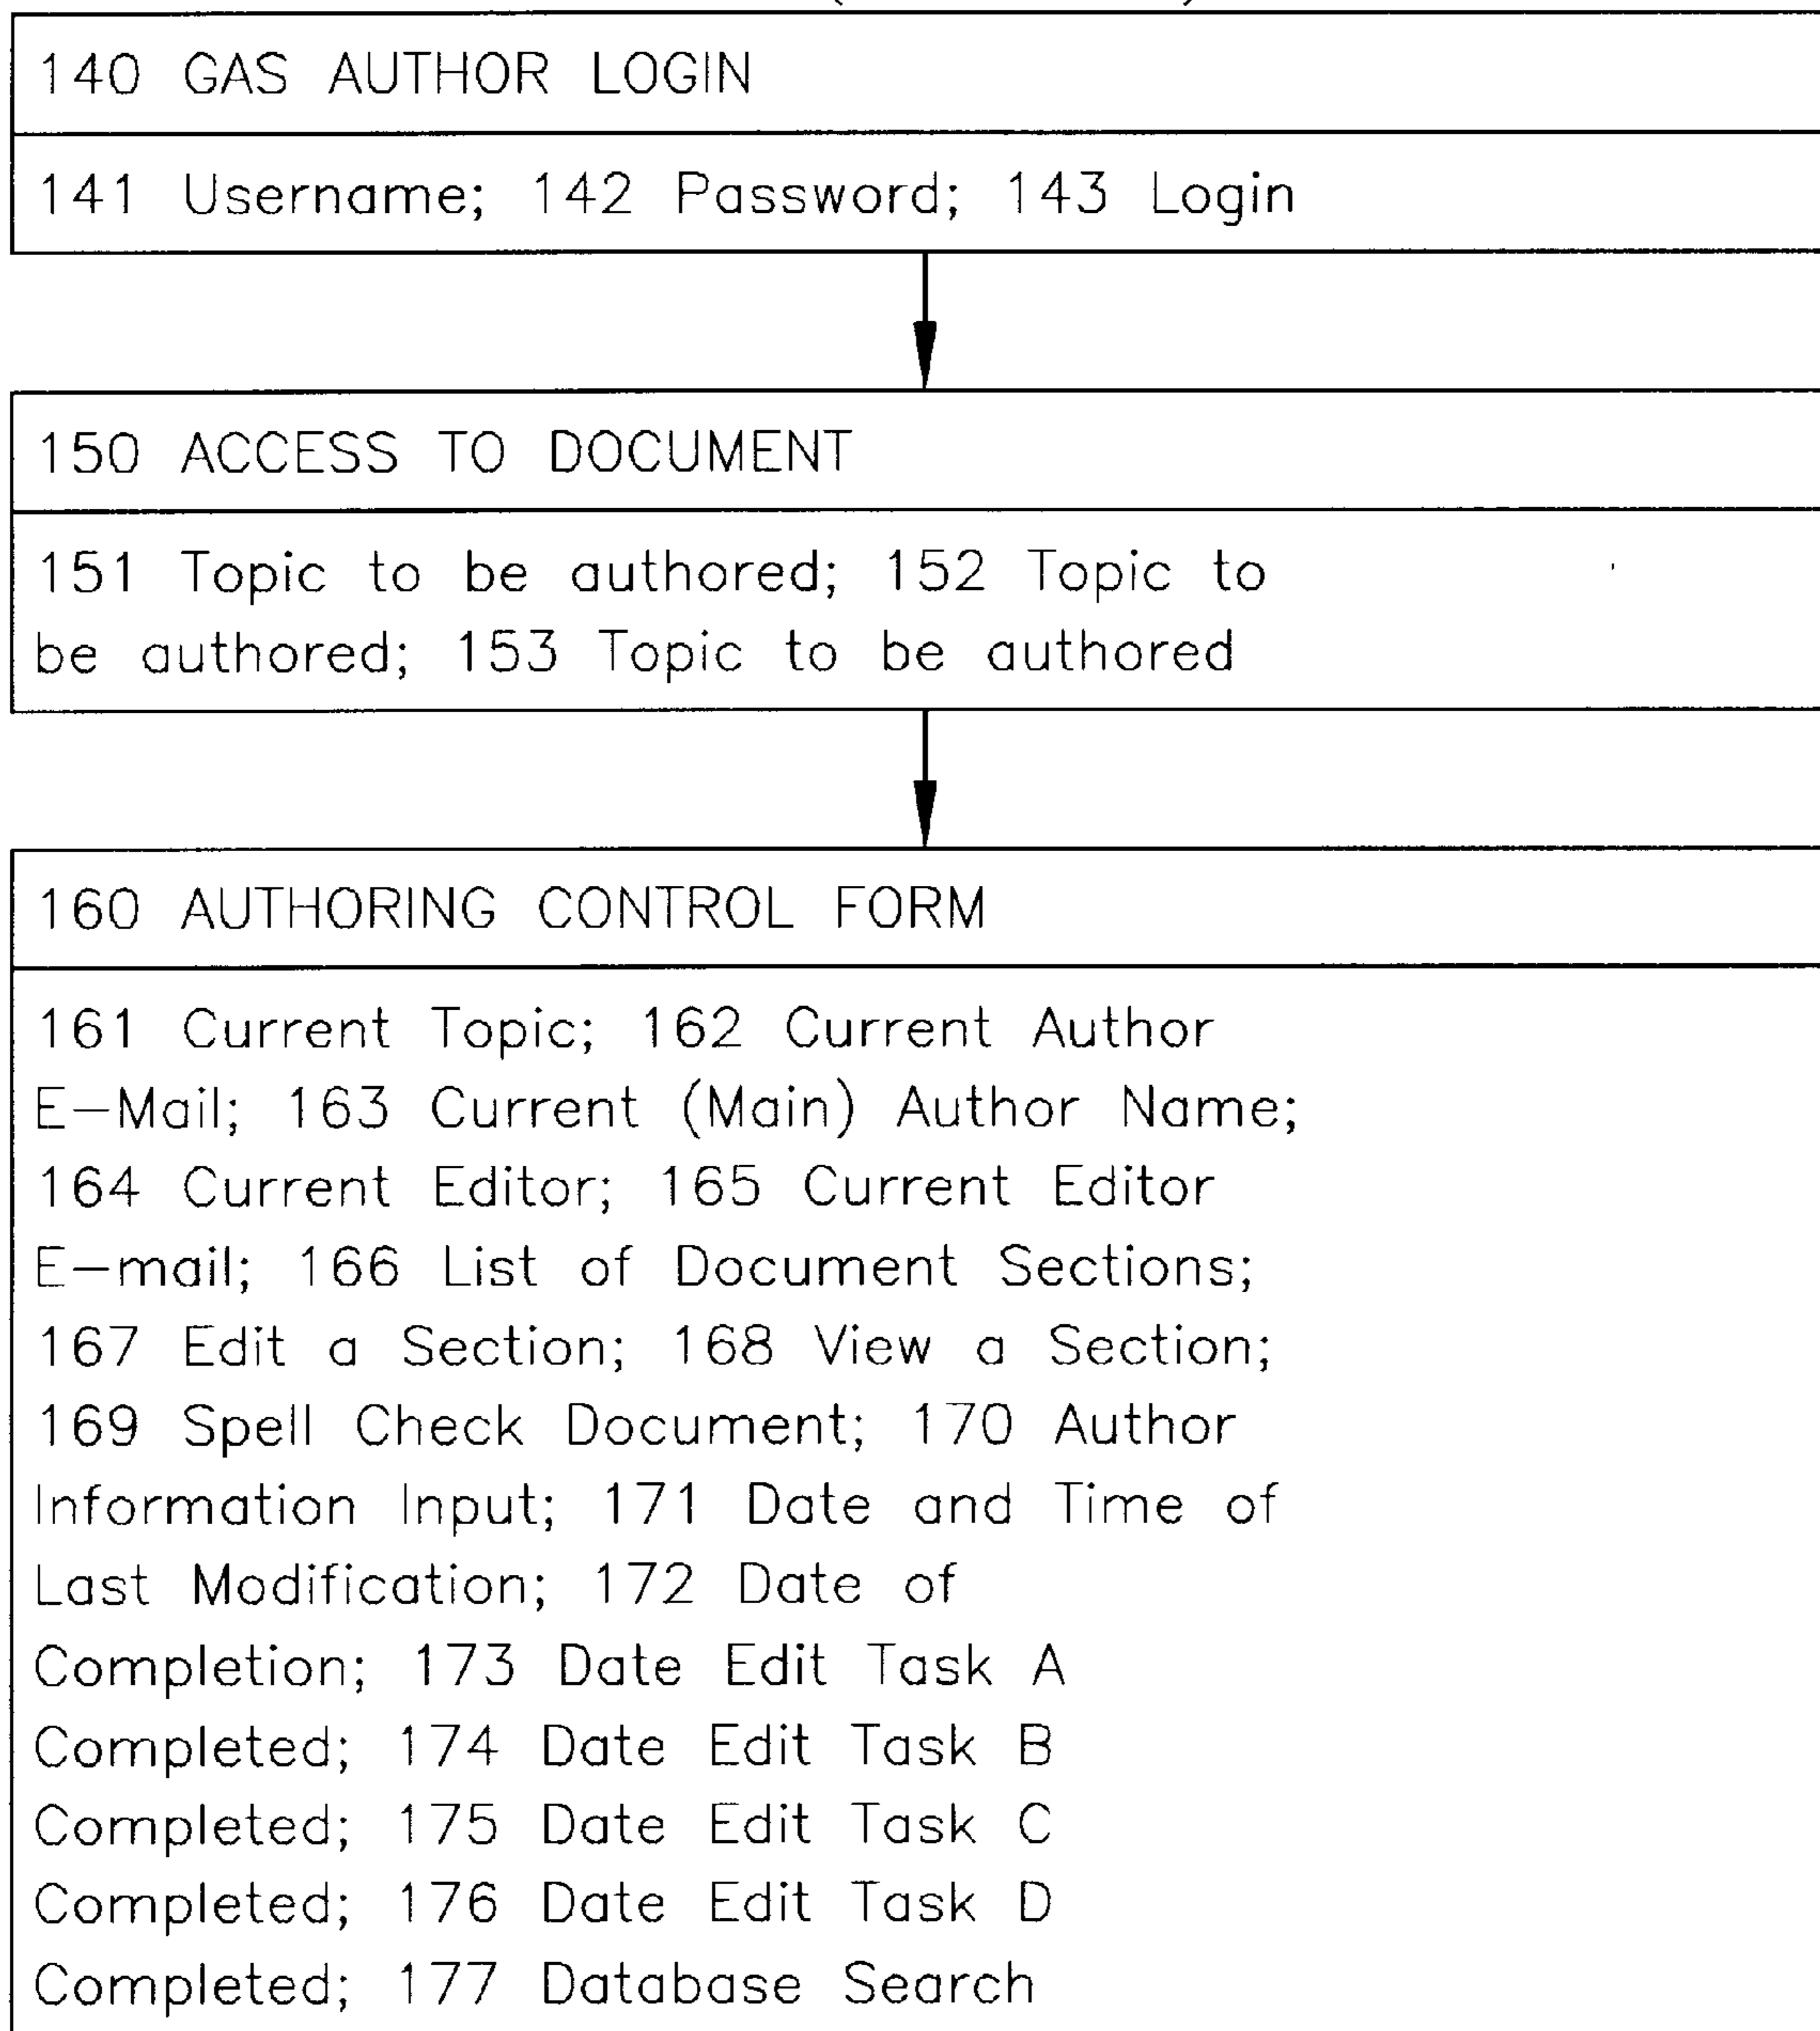 140 GAS AUTHOR LOGIN
141 Username; 142 Password; 143 Login
150 ACCESS TO DOCUMENT
151 Topic to be authored; 152 Topic to
be authored; 153 Topic to be authored
160 AUTHORING CONTROL FORM
161 Current Topic; 162 Current Author
E-Mail; 163 Current (Main) Author Name;
164 Current Editor; 165 Current Editor
E-mail; 166 List of Document Sections;
167 Edit a Section; 168 View a Section;
169 Spell Check Document; 170 Author
Information Input; 171 Date and Time of
Last Modification; 172 Date of
Completion; 173 Date Edit Task A
Completed; 174 Date Edit Task B
Completed; 175 Date Edit Task C
Completed; 176 Date Edit Task D
Completed; 177 Database Search